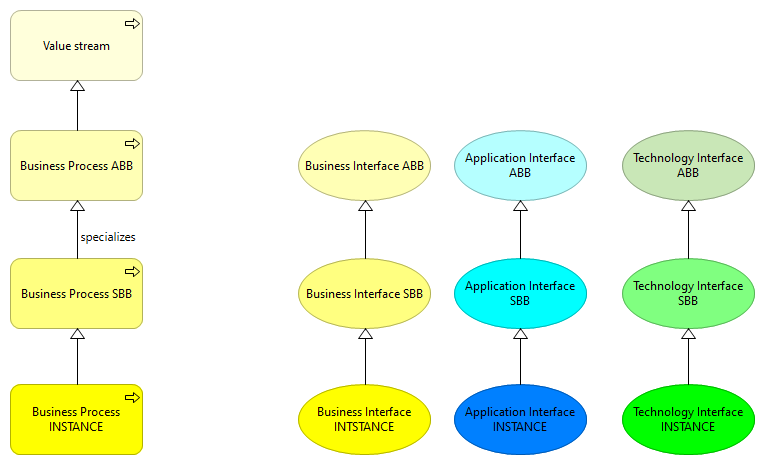 Value stream
Business Process ABB
Business Interface ABB
Application Interface
ABB
Technology Interface
ABB
specializes
Business Process SBB
Business Interface SBB
Application Interface
SBB
Technology Interface
SBB
Business Process
INSTANCE
Business Interface
INTSTANCE
Application Interface
INSTANCE
Technology Interface
INSTANCE